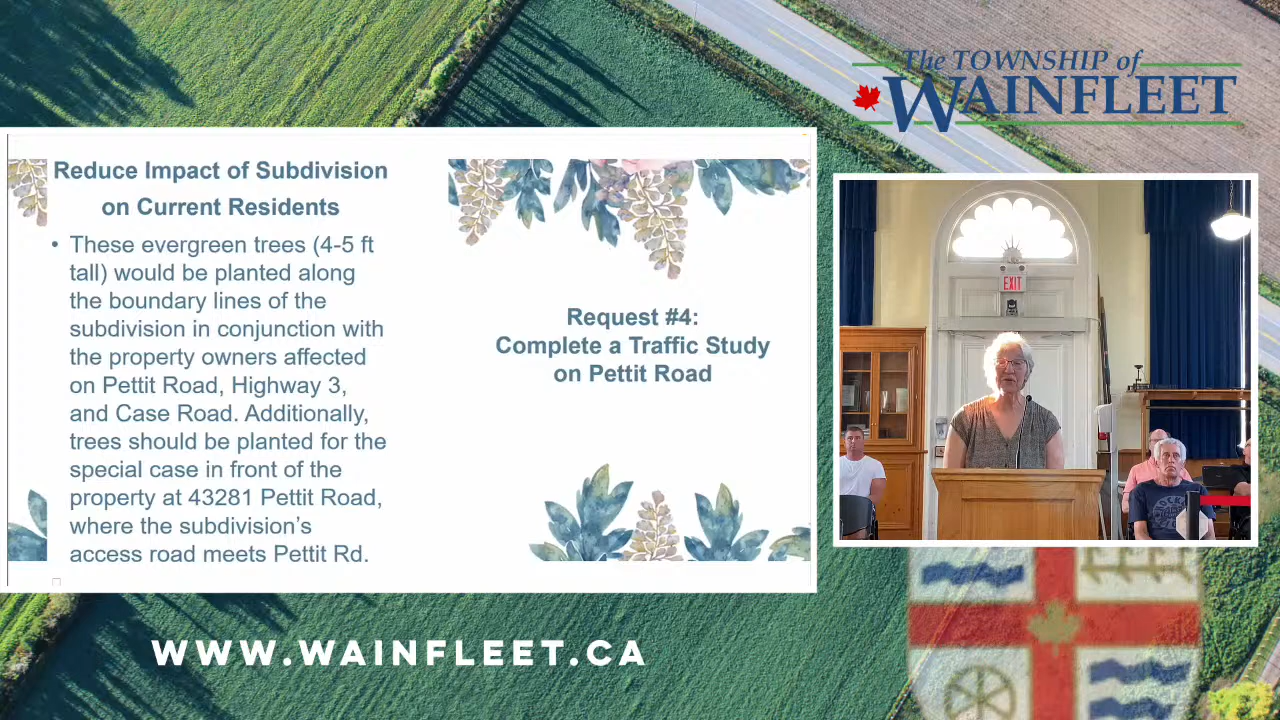 The TOWNSHIP of
WAINFLEET
Reduce Impact of Subdivision
on Current Residents
• These evergreen trees (4-5 ft
tall) would be planted along
the boundary lines of the
subdivision in conjunction with
the property owners affected
on Pettit Road, Highway 3,
and Case Road. Additionally,
trees should be planted for the
special case in front of the
property at 43281 Pettit Road,
where the subdivision's
access road meets Pettit Rd.
Request #4:
Complete a Traffic Study
on Pettit Road
EXIT
WWW.WAINFLEET.CA